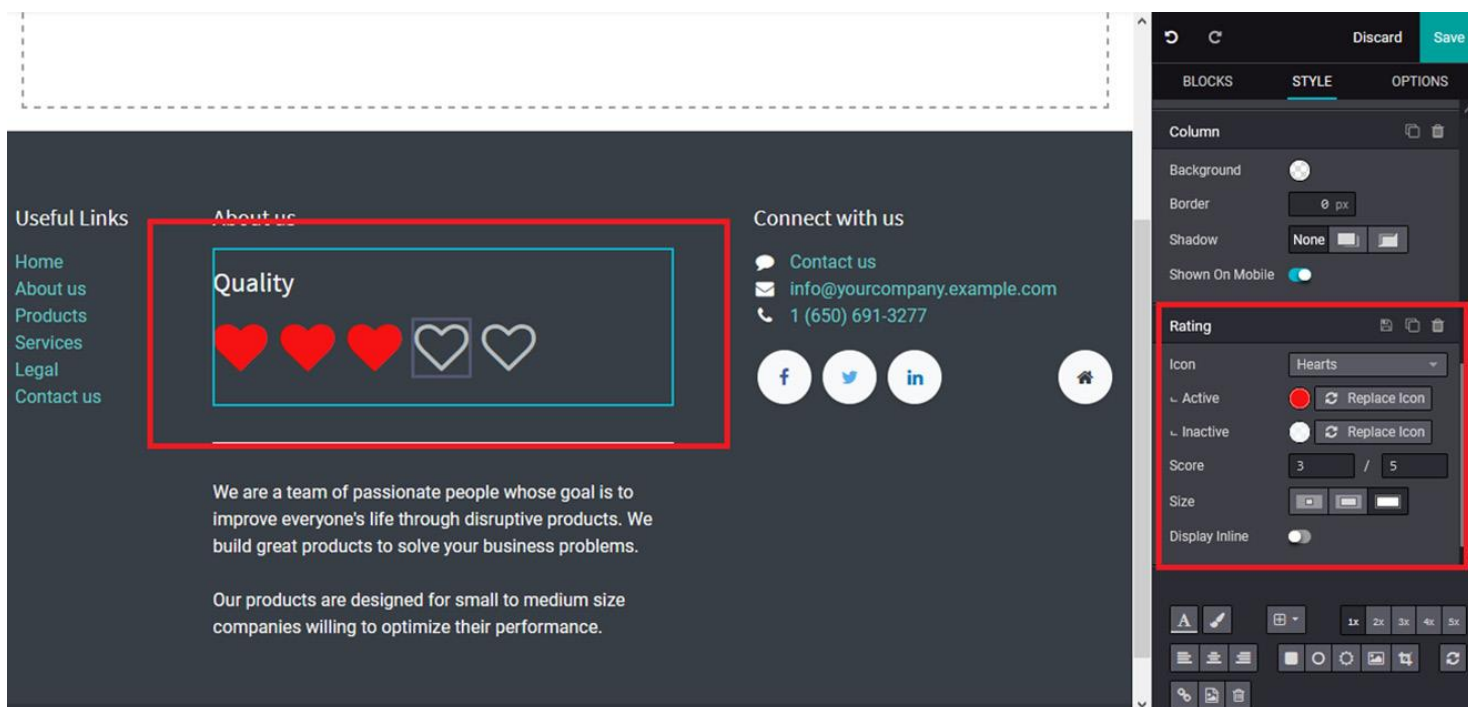 Discard Save
BLOCKS STYLE OPTIONS
Useful Links
Home
About us
Products
Services
Legal
Contact us
About us
Quality
We are a team of passionate people whose goal is to
improve everyone's life through disruptive products. We
build great products to solve your business problems.
Our products are designed for small to medium size
companies willing to optimize their performance.
Connect with us
Contact us
info@yourcompany.example.com
1 (650) 691-3277
f in
Column
Background
Border 0 px
Shadow None
Shown On Mobile
Rating
Icon Hearts
Active Replace Icon
Inactive Replace Icon
Score 3 / 5
Size
Display Inline
A 1x 2x 3x 4x 5x